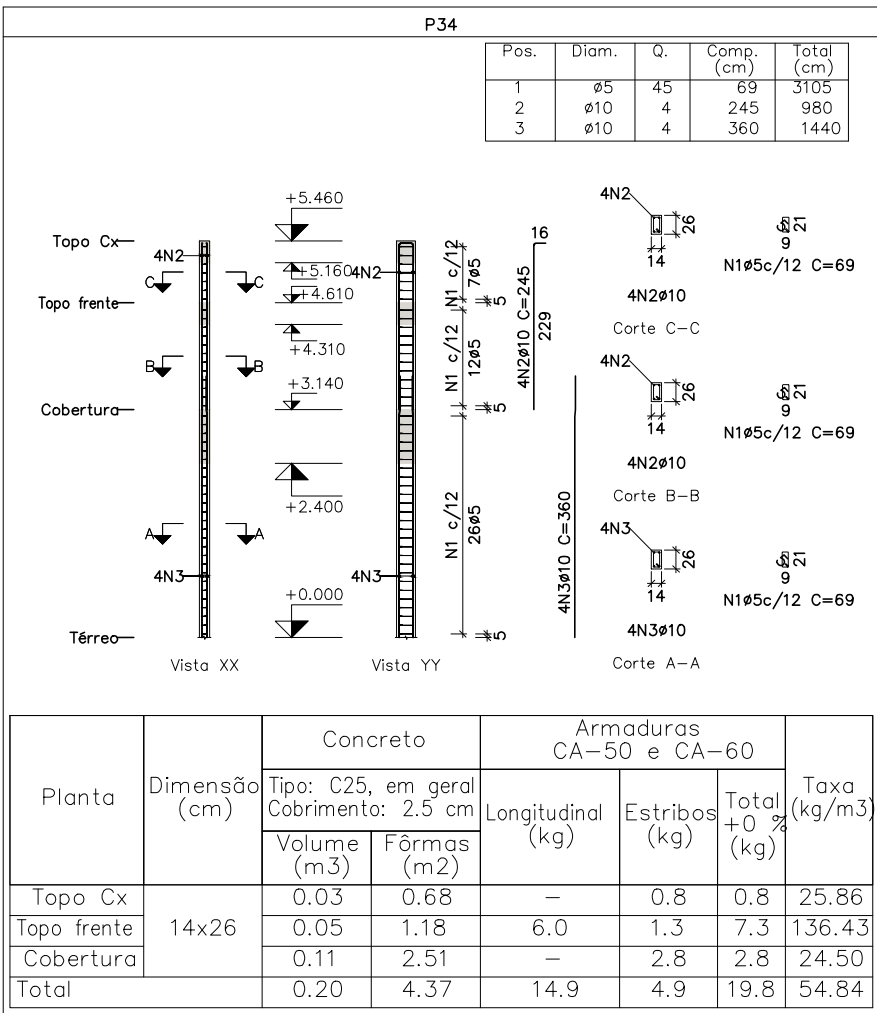 P34
Pos. Diam. Q. Comp. (cm) Total (cm)
1 ø5 45 69 3105
2 ø10 4 245 980
3 ø10 4 360 1440
Topo Cx
Topo frente
Cobertura
Térreo
4N2
C C
B B
A A
4N3
Vista XX
+5.460
+5.160
+4.610
+4.310
+3.140
+2.400
+0.000
4N2
4N3
Vista YY
N1 c/12
7ø5
5
N1 c/12
12ø5
5
N1 c/12
26ø5
5
16
4N2ø10 C=245
229
4N3ø10 C=360
4N2
26
14
4N2ø10
Corte C-C
21
9
N1ø5c/12 C=69
4N2
26
14
4N2ø10
Corte B-B
21
9
N1ø5c/12 C=69
4N3
26
14
4N3ø10
Corte A-A
21
9
N1ø5c/12 C=69
Planta
Dimensão (cm)
Concreto
Tipo: C25, em geral
Cobrimento: 2.5 cm
Volume (m3)
Fôrmas (m2)
Armaduras
CA-50 e CA-60
Longitudinal (kg)
Estribos (kg)
Total +0 % (kg)
Taxa (kg/m3)
Topo Cx 0.03 0.68 - 0.8 0.8 25.86
Topo frente 14x26 0.05 1.18 6.0 1.3 7.3 136.43
Cobertura 0.11 2.51 - 2.8 2.8 24.50
Total 0.20 4.37 14.9 4.9 19.8 54.84